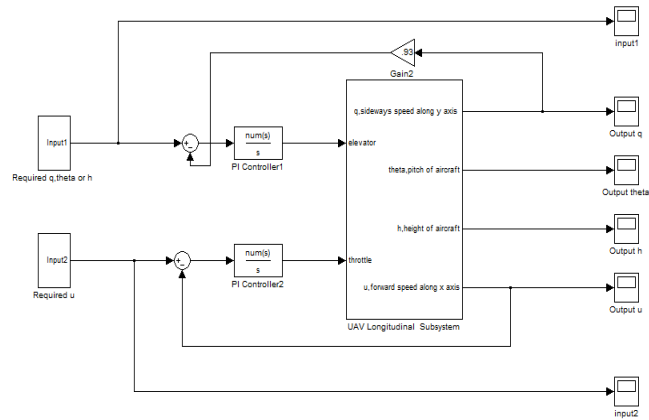 input1
.93
Gain2
q,sideways speed along y axis
Output q
Input1
+
−
num(s)
s
elevator
PI Controller1
Required q,theta or h
theta,pitch of aircraft
Output theta
h,height of aircraft
Output h
Input2
+
−
num(s)
s
throttle
PI Controller2
Required u
u,forward speed along x axis
Output u
UAV Longitudinal Subsystem
input2